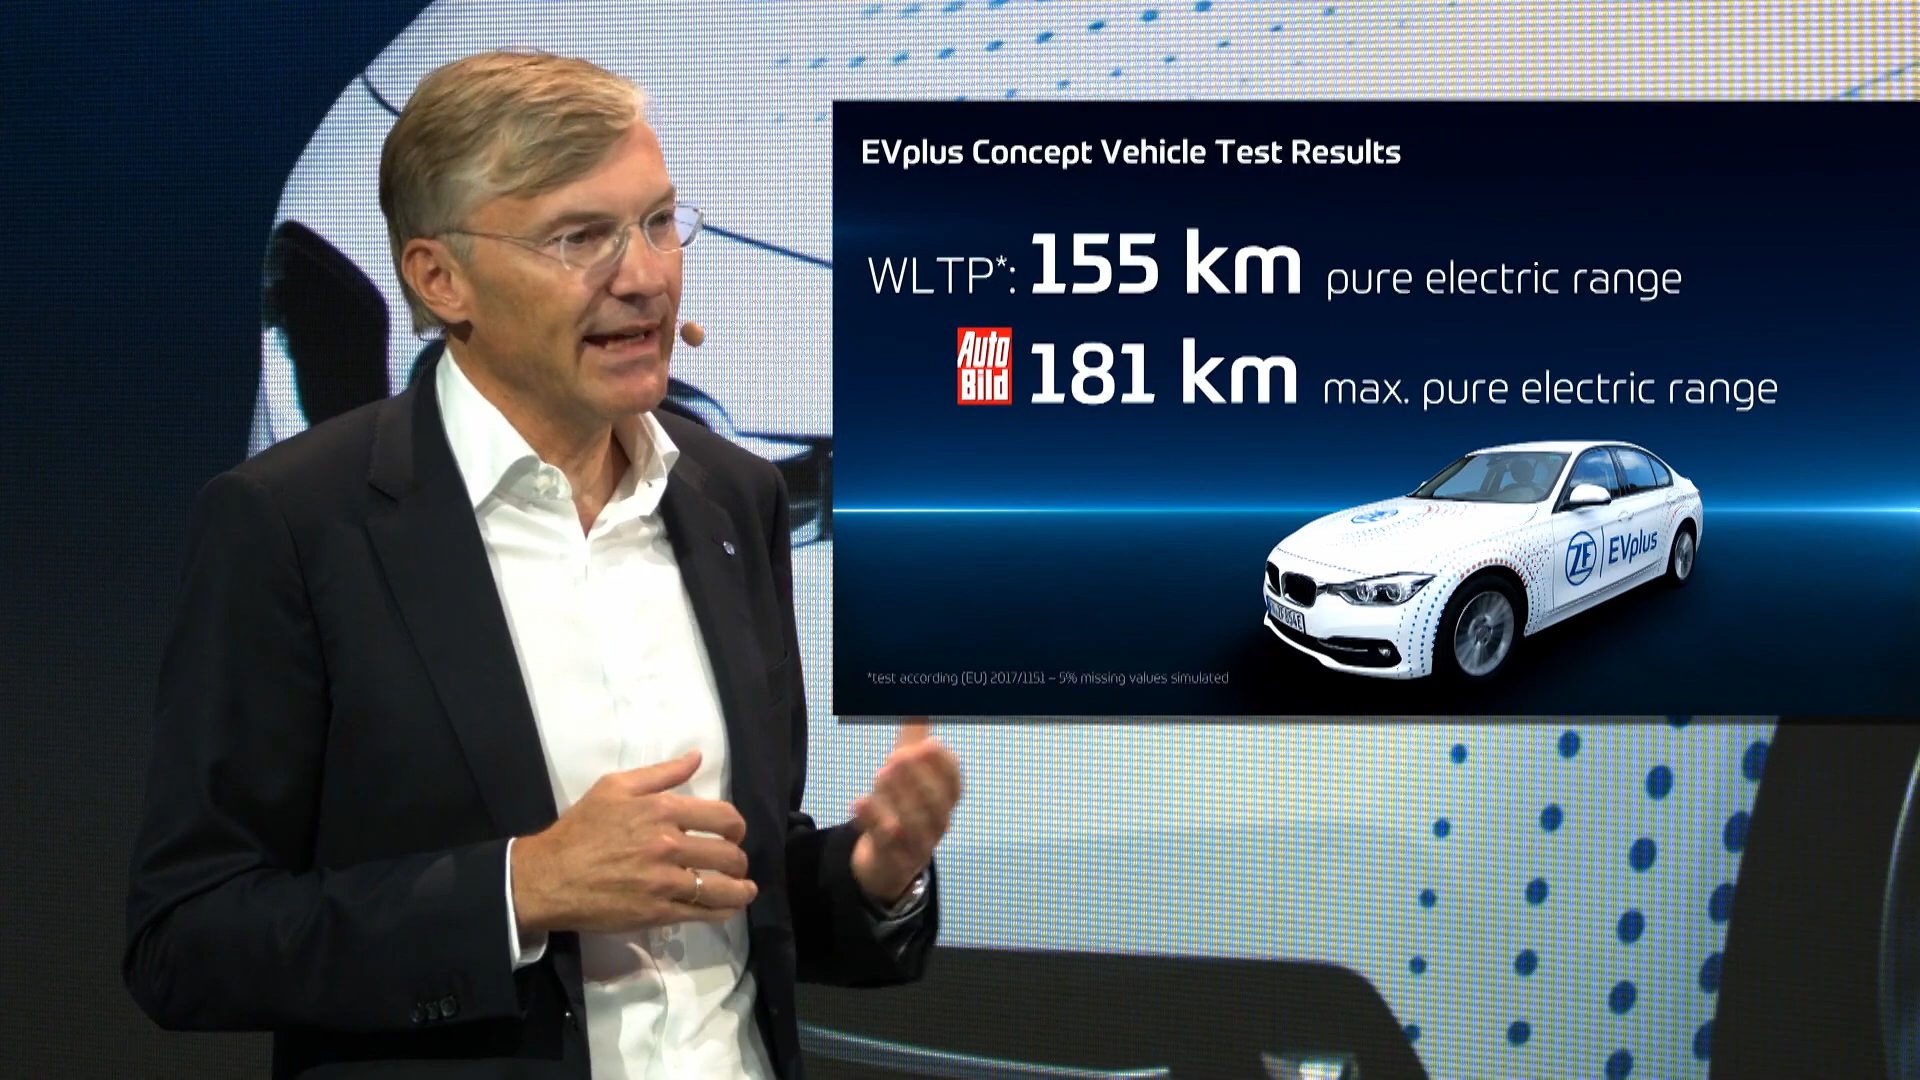 EVplus Concept Vehicle Test Results
WLTP*: 155 km pure electric range
Auto
Bild
181 km max. pure electric range
ZF EVplus
*test according (EU) 2017/1151 – 5% missing values simulated